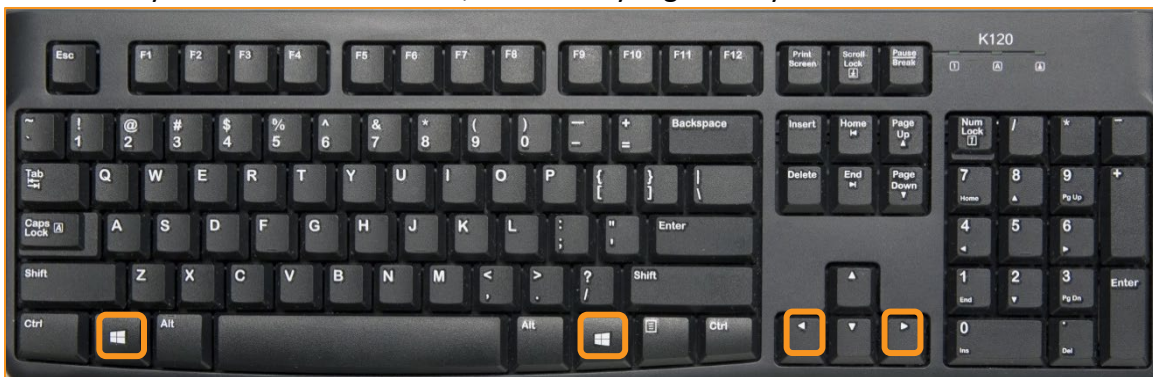 K120
Esc F1 F2 F3 F4 F5 F6 F7 F8 F9 F10 F11 F12 Print Screen Scroll Lock Pause Break
1 A
~ ` ! 1 @ 2 # 3 $ 4 % 5 ^ 6 & 7 * 8 ( 9 ) 0 — - + = Backspace Insert Home Page Up Num Lock 1 / * -
Tab Q W E R T Y U I O P { [ } ] | \ Delete End Page Down 7 Home 8 9 Pg Up +
Caps Lock A A S D F G H J K L : ; " ' Enter 4 5 6
Shift Z X C V B N M < , > . ? / Shift 1 End 2 3 Pg Dn Enter
Ctrl Alt Alt Ctrl 0 Ins . Del